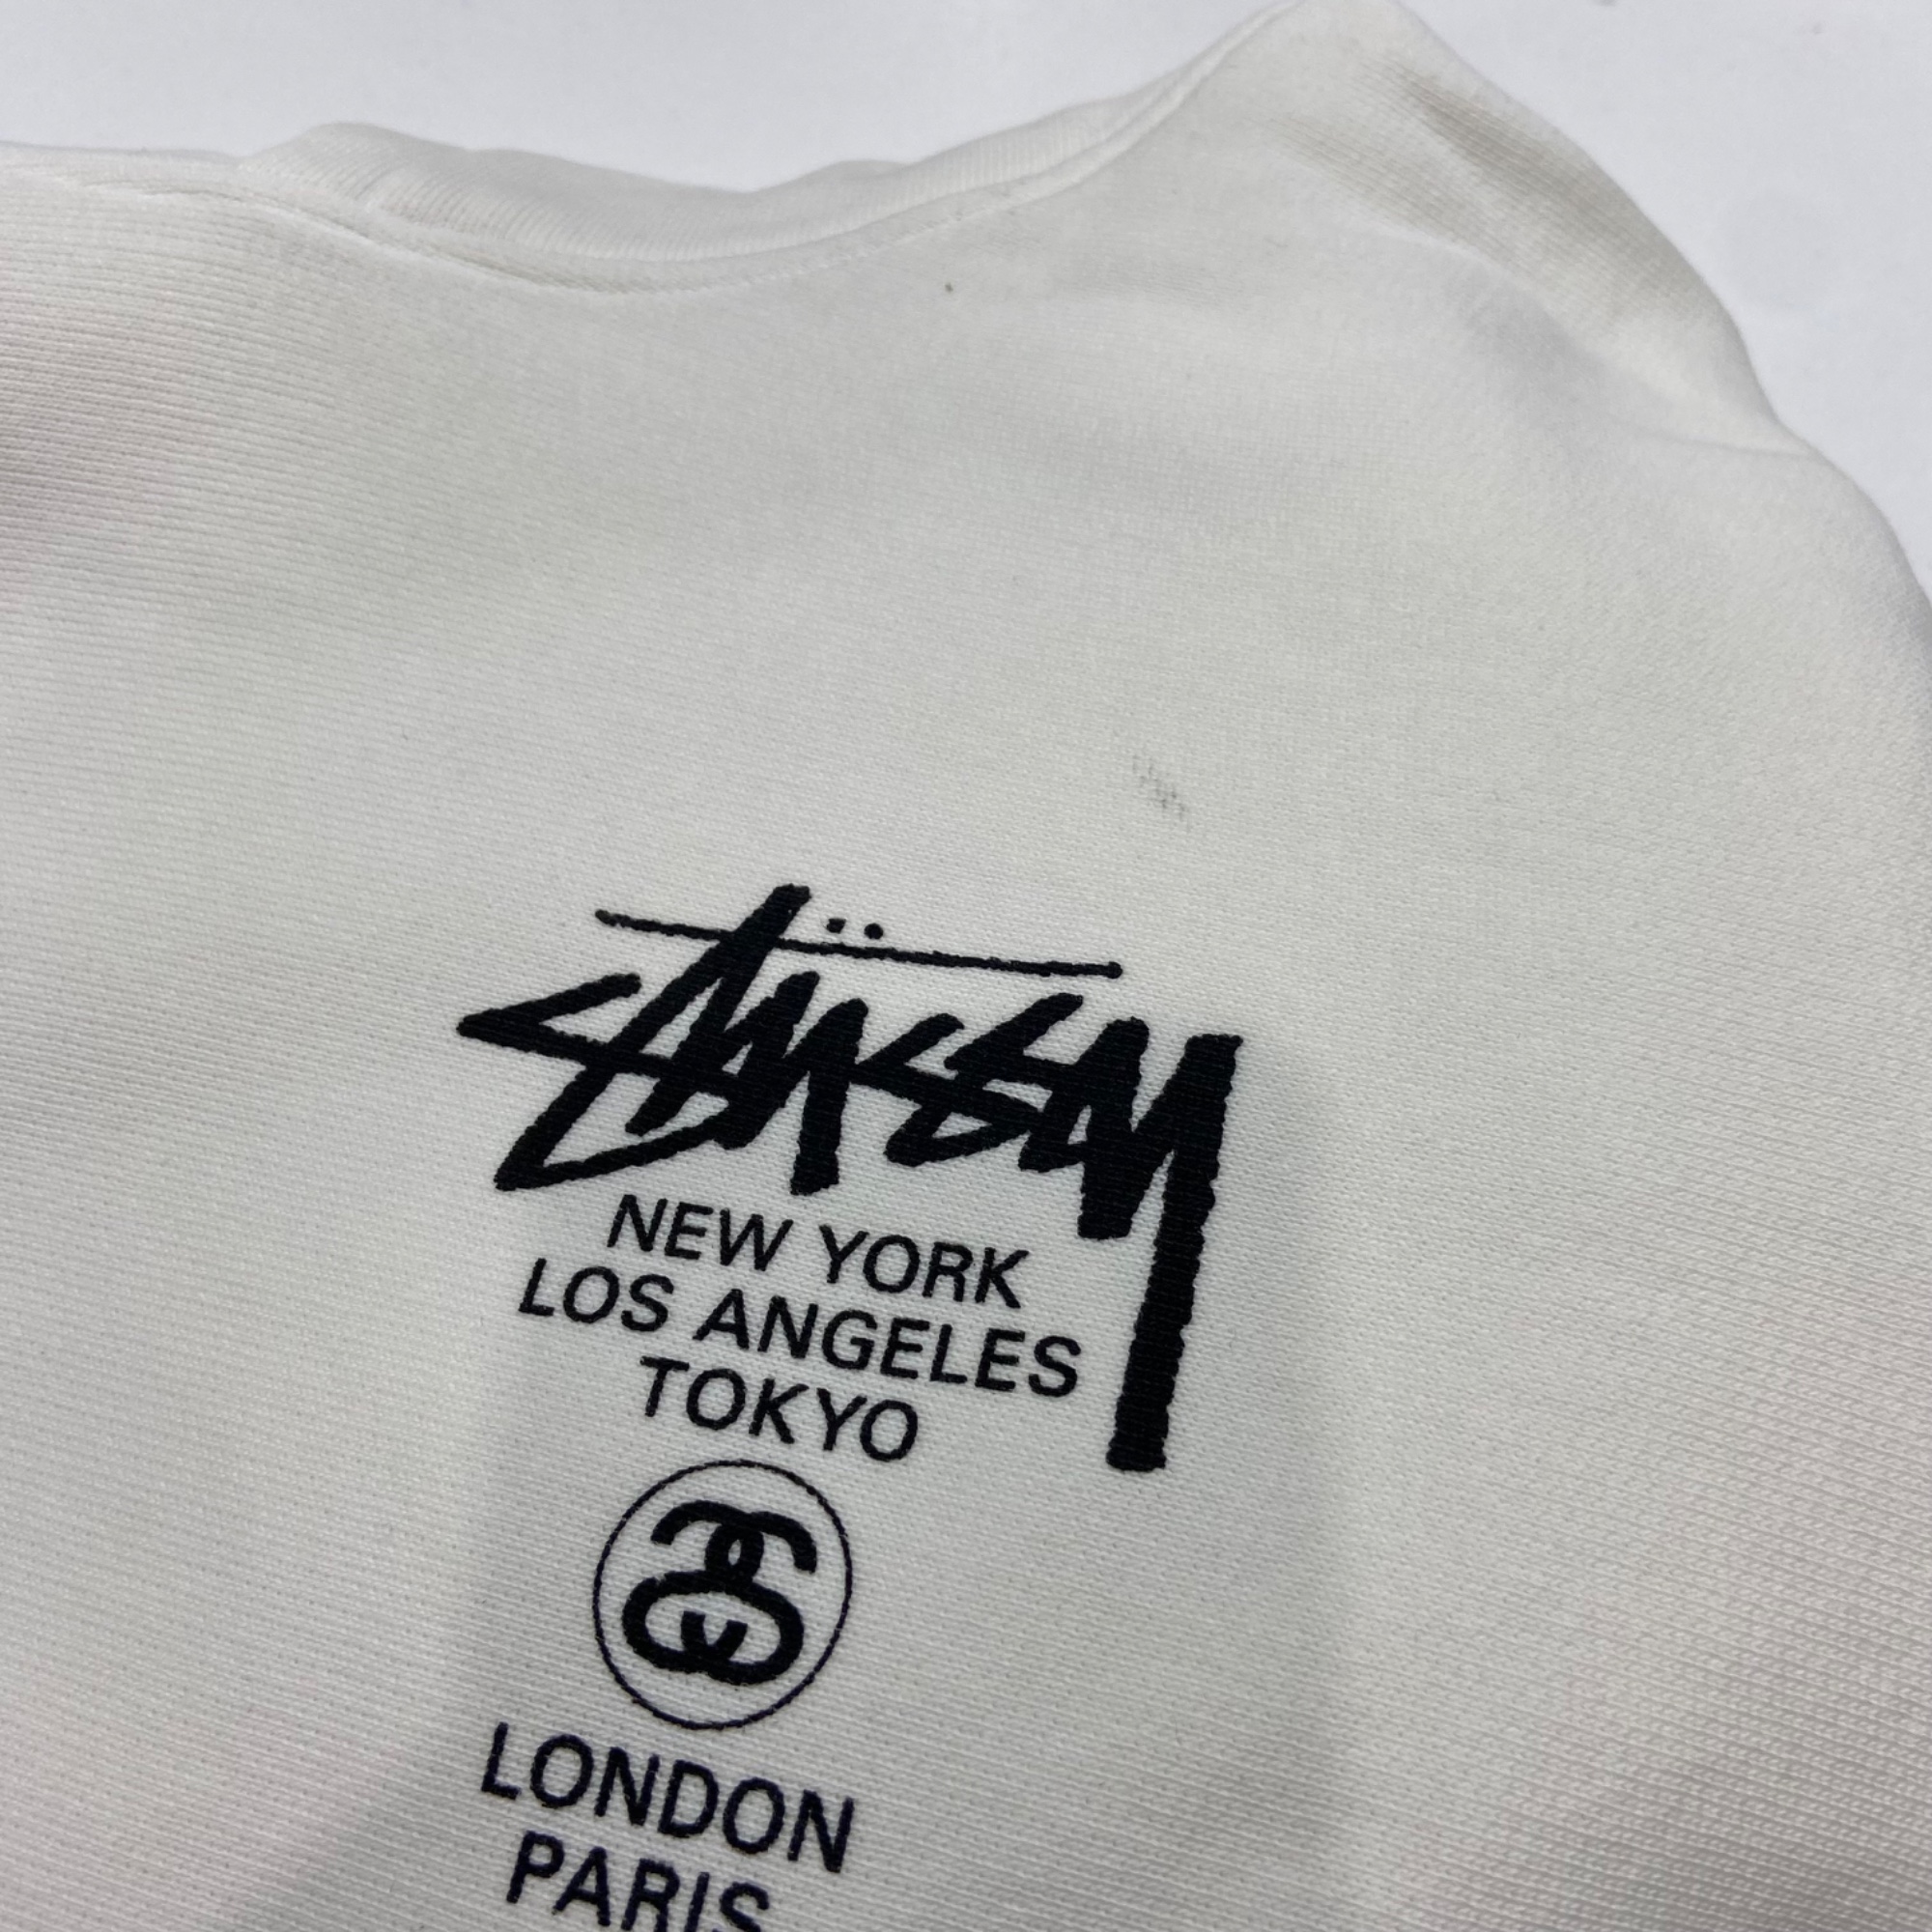 Stüssy
NEW YORK
LOS ANGELES
TOKYO
LONDON
PARIS